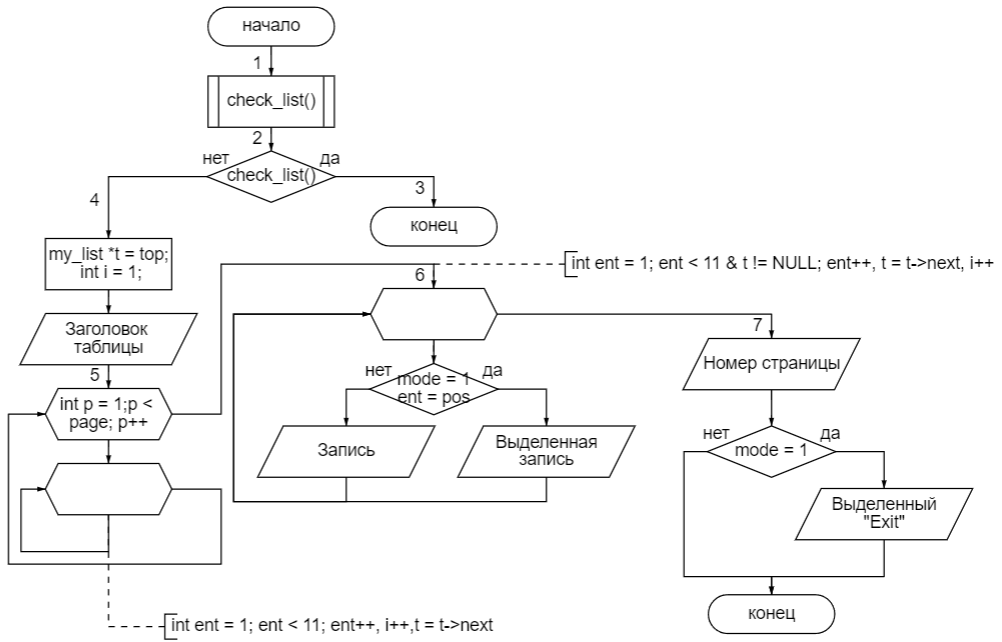 начало
1
check_list()
2
нет
да
check_list()
4
3
конец
my_list *t = top;
int i = 1;
6
int ent = 1; ent < 11 & t != NULL; ent++, t = t->next, i++
Заголовок
таблицы
7
5
Номер страницы
int p = 1;p <
page; p++
нет
да
mode = 1
ent = pos
нет
да
mode = 1
Запись
Выделенная
запись
Выделенный
"Exit"
конец
int ent = 1; ent < 11; ent++, i++,t = t->next